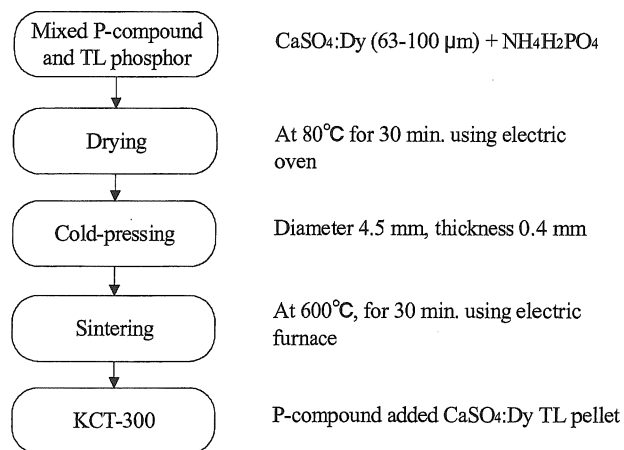 Mixed P-compound
and TL phosphor
CaSO4:Dy (63-100 μm) + NH4H2PO4
Drying
At 80℃ for 30 min. using electric
oven
Cold-pressing
Diameter 4.5 mm, thickness 0.4 mm
Sintering
At 600℃, for 30 min. using electric
furnace
KCT-300
P-compound added CaSO4:Dy TL pellet